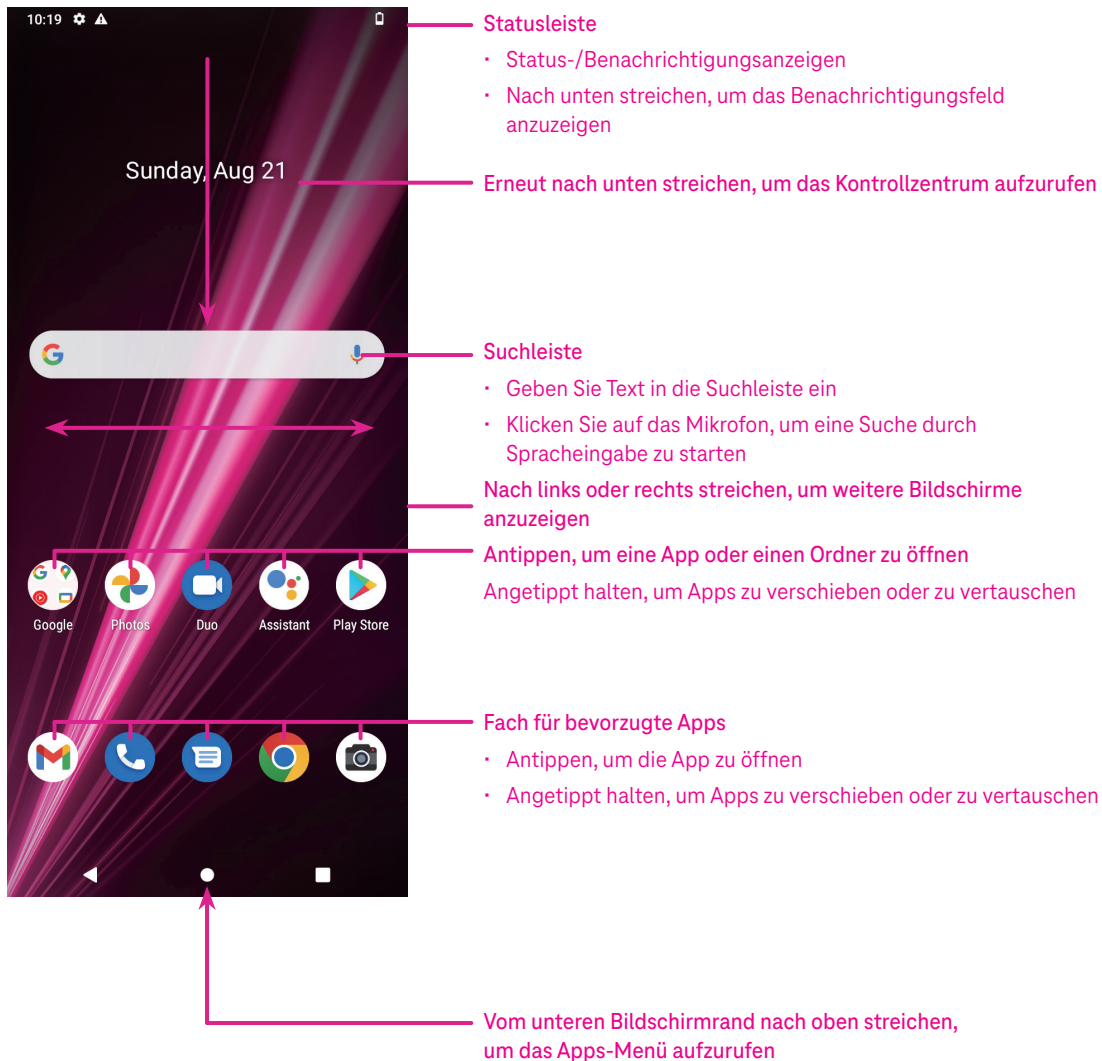 10:19
Statusleiste
· Status-/Benachrichtigungsanzeigen
· Nach unten streichen, um das Benachrichtigungsfeld
anzuzeigen
Sunday, Aug 21
Erneut nach unten streichen, um das Kontrollzentrum aufzurufen
Suchleiste
· Geben Sie Text in die Suchleiste ein
· Klicken Sie auf das Mikrofon, um eine Suche durch
Spracheingabe zu starten
Nach links oder rechts streichen, um weitere Bildschirme
anzuzeigen
Antippen, um eine App oder einen Ordner zu öffnen
Angetippt halten, um Apps zu verschieben oder zu vertauschen
Google Photos Duo Assistant Play Store
Fach für bevorzugte Apps
· Antippen, um die App zu öffnen
· Angetippt halten, um Apps zu verschieben oder zu vertauschen
Vom unteren Bildschirmrand nach oben streichen,
um das Apps-Menü aufzurufen